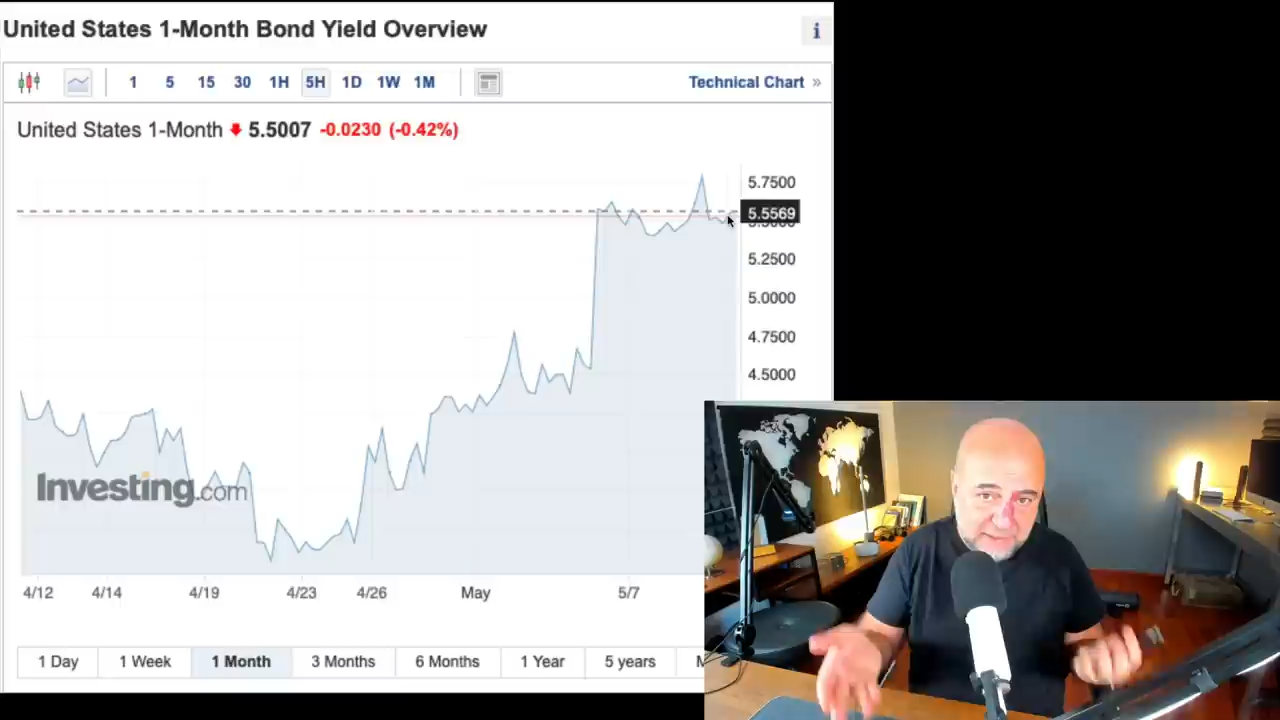 United States 1-Month Bond Yield Overview
i
1 5 15 30 1H 5H 1D 1W 1M
Technical Chart »
United States 1-Month 5.5007 -0.0230 (-0.42%)
5.7500
5.5569
5.2500
5.0000
4.7500
4.5000
Investing.com
4/12 4/14 4/19 4/23 4/26 May 5/7
1 Day 1 Week 1 Month 3 Months 6 Months 1 Year 5 years M